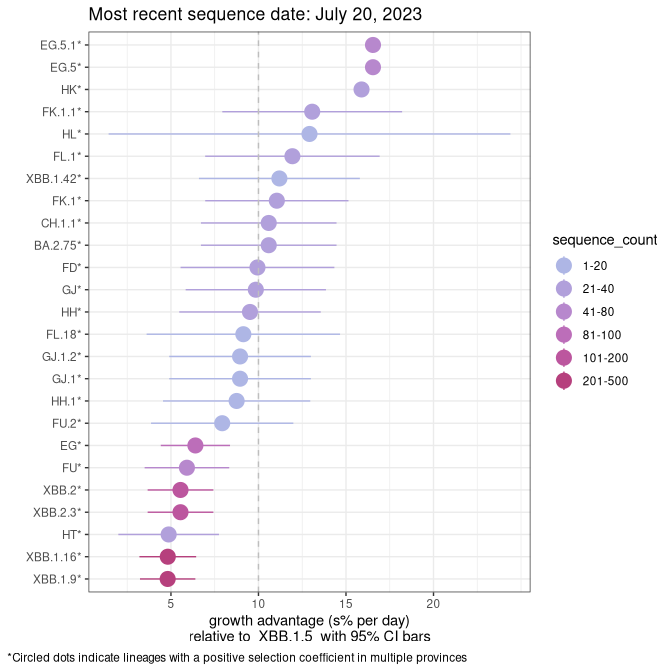 Most recent sequence date: July 20, 2023
EG.5.1*
EG.5*
HK*
FK.1.1*
HL*
FL.1*
XBB.1.42*
FK.1*
CH.1.1*
BA.2.75*
FD*
GJ*
HH*
FL.18*
GJ.1.2*
GJ.1*
HH.1*
FU.2*
EG*
FU*
XBB.2*
XBB.2.3*
HT*
XBB.1.16*
XBB.1.9*
5 10 15 20
growth advantage (s% per day)
relative to XBB.1.5 with 95% CI bars
sequence_count
1-20
21-40
41-80
81-100
101-200
201-500
*Circled dots indicate lineages with a positive selection coefficient in multiple provinces